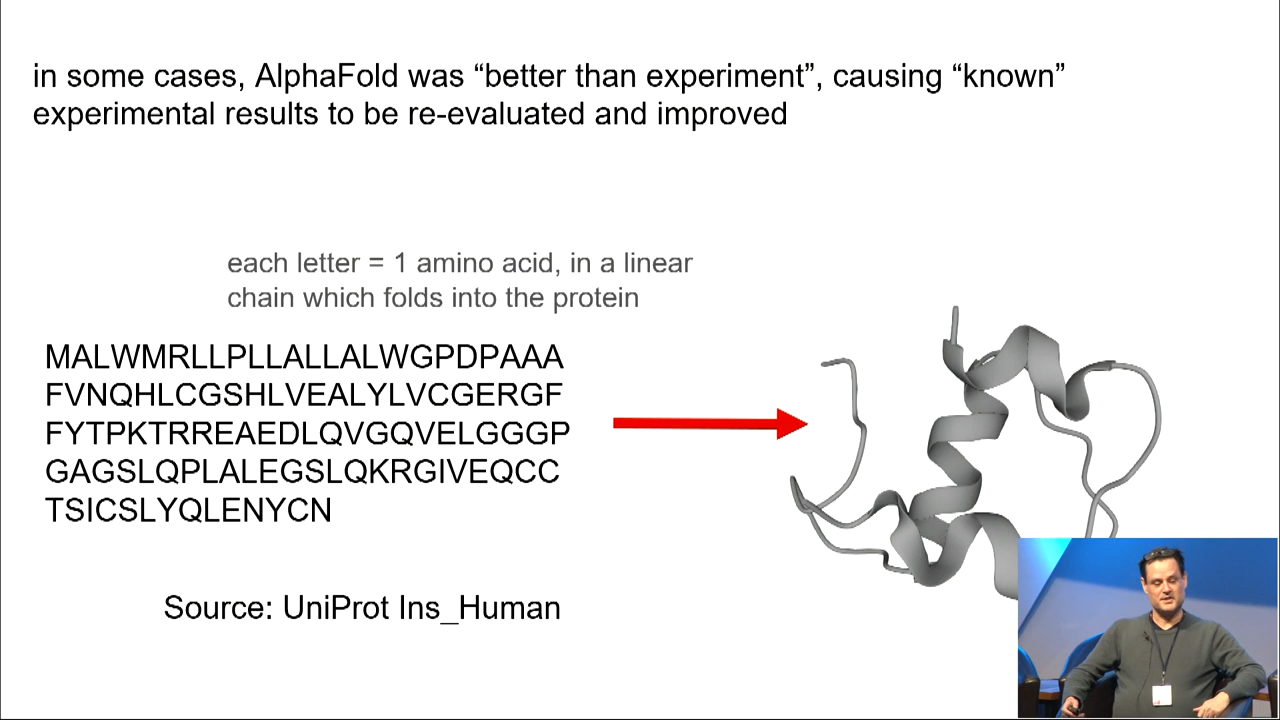 in some cases, AlphaFold was “better than experiment”, causing “known”
experimental results to be re-evaluated and improved
each letter = 1 amino acid, in a linear
chain which folds into the protein
MALWMRLLPLLALLALWGPDPAAA
FVNQHLCGSHLVEALYLVCGERGF
FYTPKTRREAEDLQVGQVELGGGP
GAGSLQPLALEGSLQKRGIVEQCC
TSICSLYQLENYCN
Source: UniProt Ins_Human